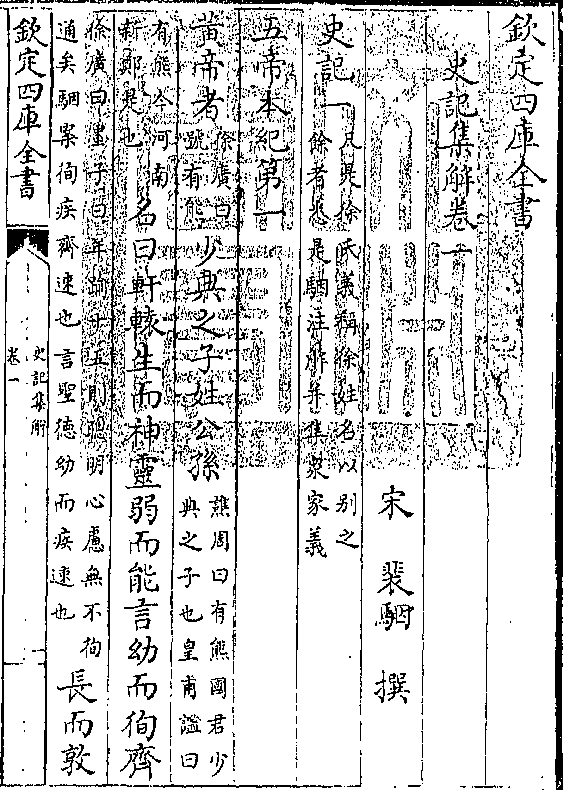 欽定四庫全書
史記集解卷一
宋 裴駰 撰
史記一 凡是徐氏義稱徐姓名以别之
餘者悉是駰注解并集衆家義
五帝本紀第一
黄帝者 徐廣曰
號有熊 少典之子姓公孫 譙周曰有熊國君少
典之子也皇甫謐曰
有熊今河南
新鄭是也 名曰軒轅生而神靈弱而能言幼而徇齊
徐廣曰墨子曰年踰十五則聰明心慮無不徇
通矣駰案徇疾齊速也言聖德幼而疾速也 長而敦
欽定四庫全書
史記集解
卷一